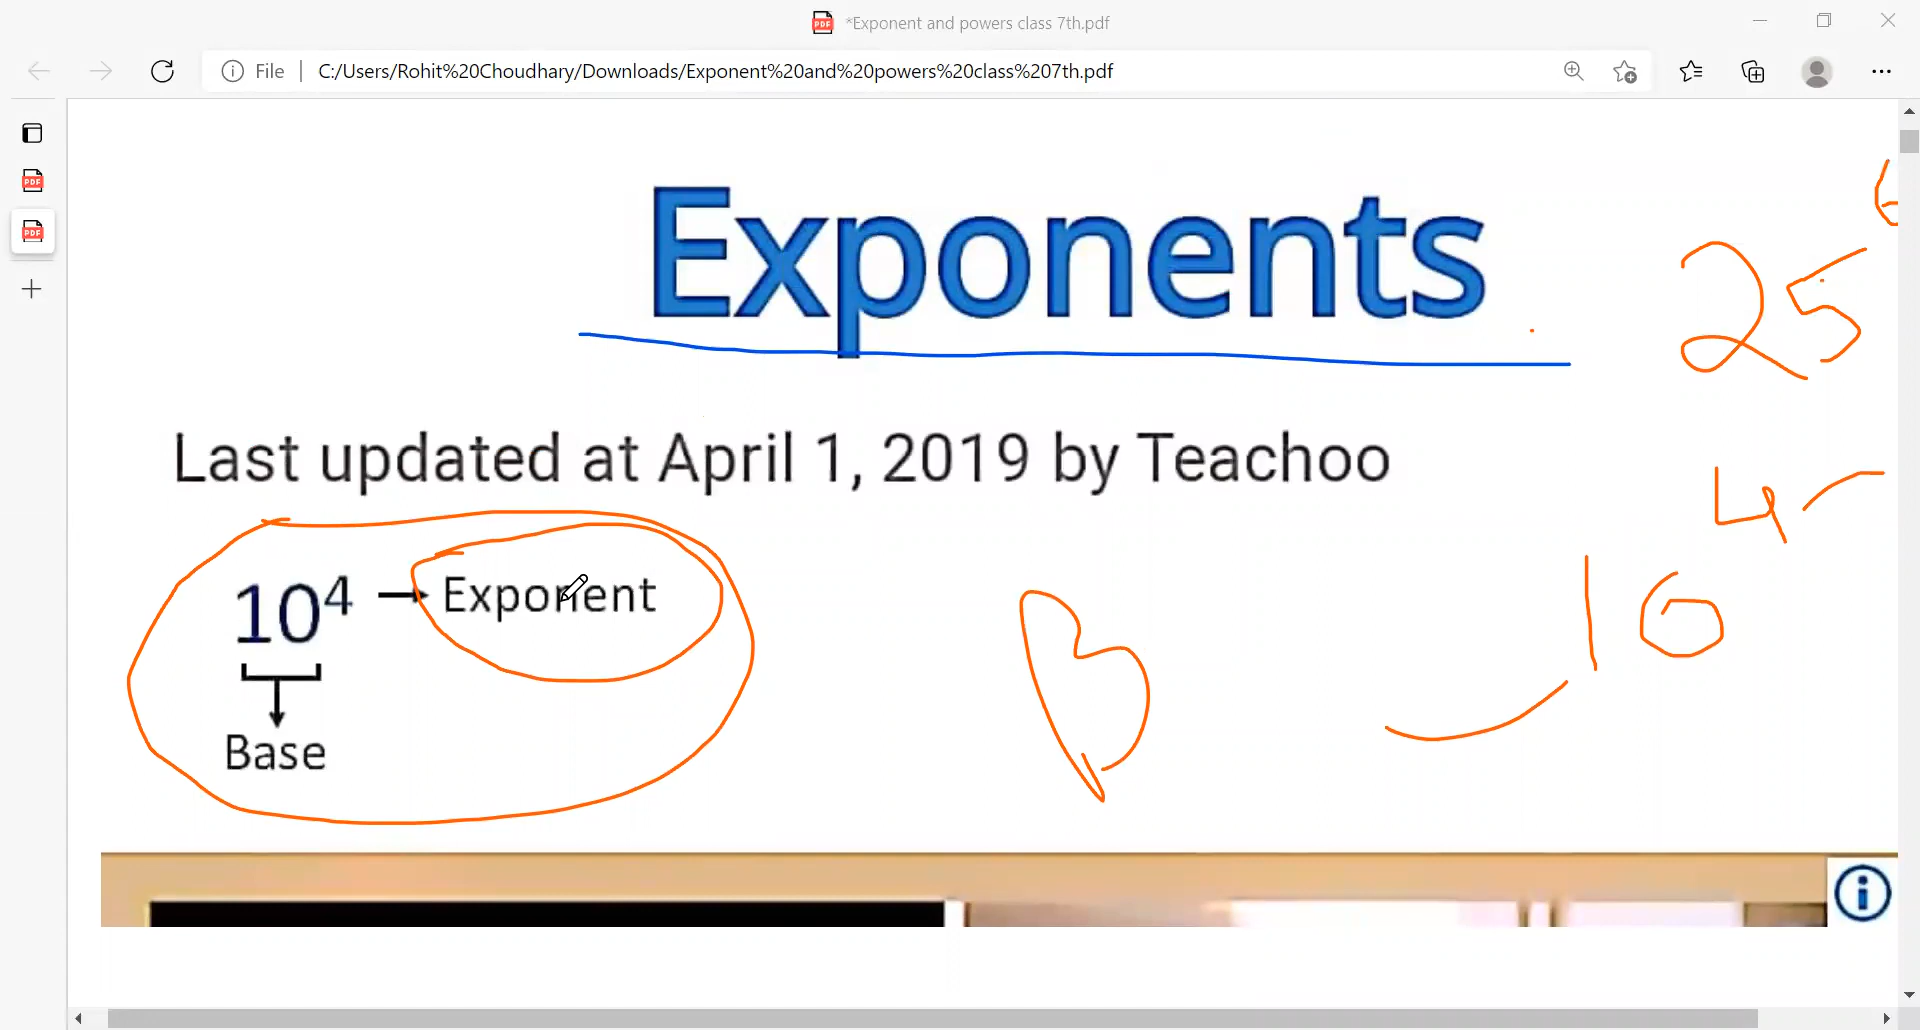 *Exponent and powers class 7th.pdf
File C:/Users/Rohit%20Choudhary/Downloads/Exponent%20and%20powers%20class%207th.pdf
Exponents
6
25
Last updated at April 1, 2019 by Teachoo
4
10⁴ → Exponent
Base
B
16